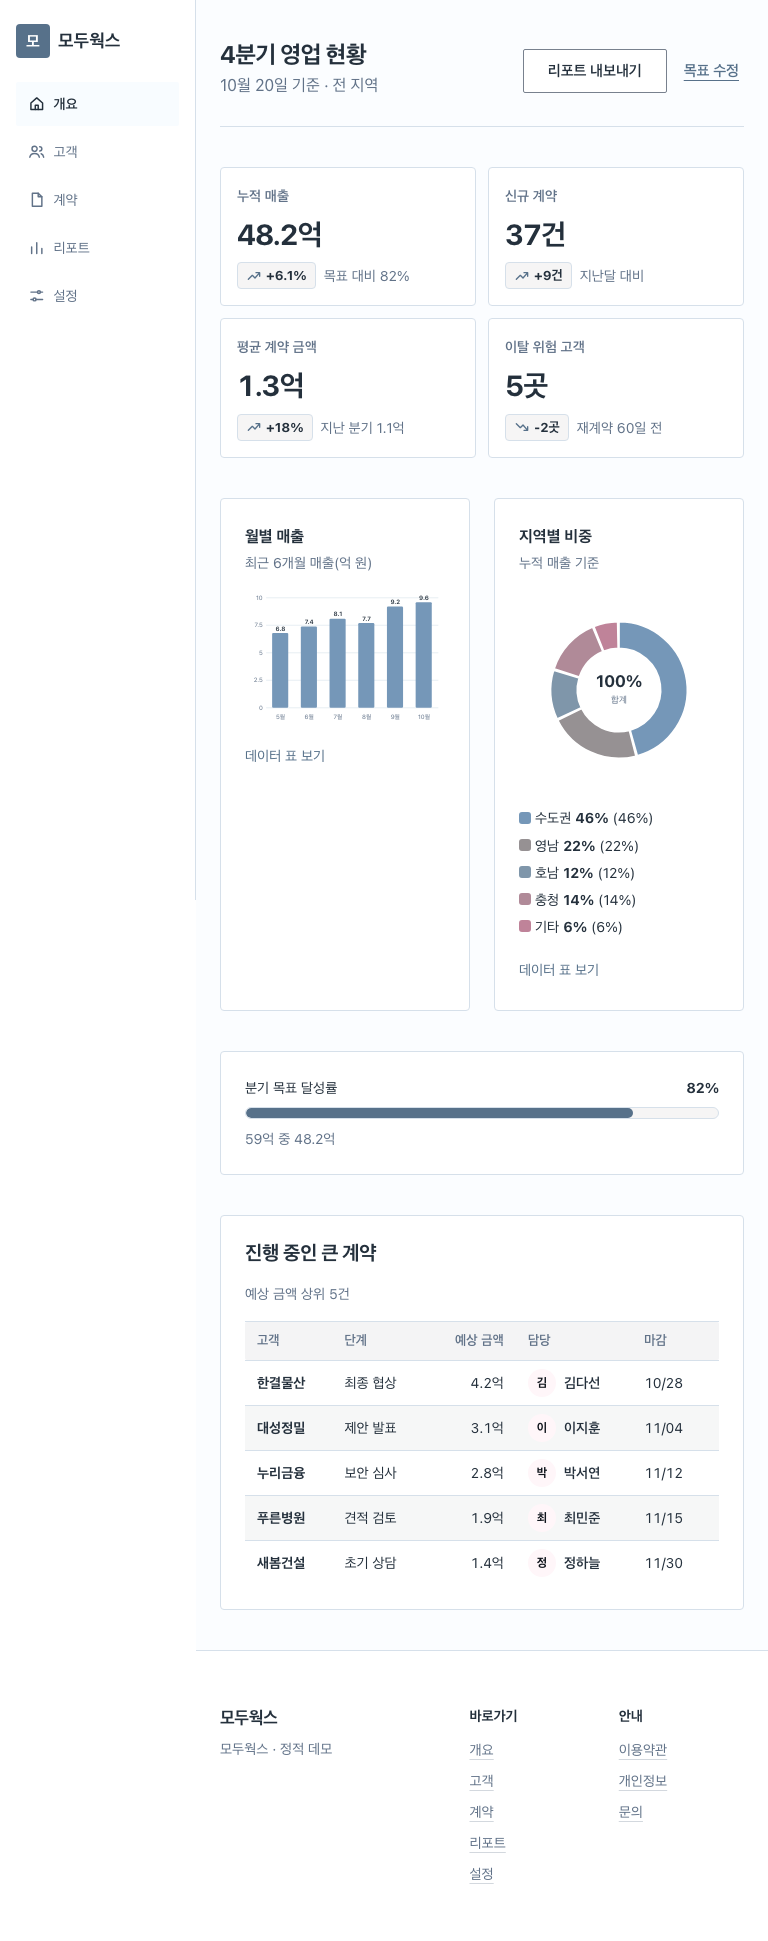 모 모두웍스
개요
고객
계약
리포트
설정
4분기 영업 현황
10월 20일 기준 · 전 지역
리포트 내보내기
목표 수정
누적 매출
48.2억
+6.1% 목표 대비 82%
신규 계약
37건
+9건 지난달 대비
평균 계약 금액
1.3억
+18% 지난 분기 1.1억
이탈 위험 고객
5곳
-2곳 재계약 60일 전
월별 매출
최근 6개월 매출(억 원)
10
7.5
5
2.5
0
6.8
7.4
8.1
7.7
9.2
9.6
5월 6월 7월 8월 9월 10월
데이터 표 보기
지역별 비중
누적 매출 기준
100%
합계
수도권 46% (46%)
영남 22% (22%)
호남 12% (12%)
충청 14% (14%)
기타 6% (6%)
데이터 표 보기
분기 목표 달성률 82%
59억 중 48.2억
진행 중인 큰 계약
예상 금액 상위 5건
고객 단계 예상 금액 담당 마감
한결물산 최종 협상 4.2억 김 김다선 10/28
대성정밀 제안 발표 3.1억 이 이지훈 11/04
누리금융 보안 심사 2.8억 박 박서연 11/12
푸른병원 견적 검토 1.9억 최 최민준 11/15
새봄건설 초기 상담 1.4억 정 정하늘 11/30
모두웍스
모두웍스 · 정적 데모
바로가기
개요
고객
계약
리포트
설정
안내
이용약관
개인정보
문의